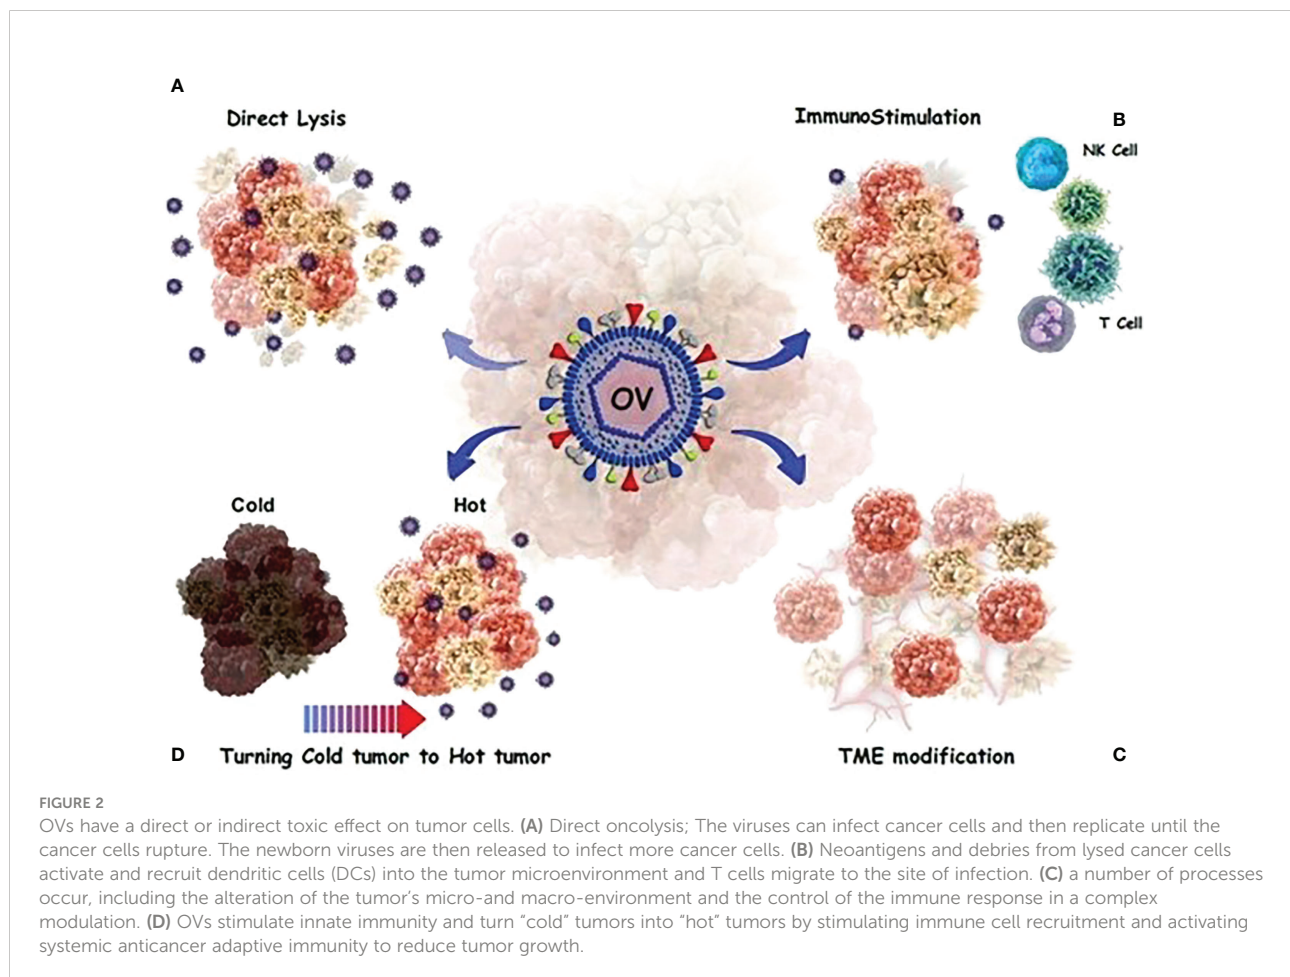 A
Direct Lysis
ImmunoStimulation
B
NK Cell
T Cell
OV
Cold
Hot
D
Turning Cold tumor to Hot tumor
TME modification
C
FIGURE 2
OVs have a direct or indirect toxic effect on tumor cells. (A) Direct oncolysis; The viruses can infect cancer cells and then replicate until the
cancer cells rupture. The newborn viruses are then released to infect more cancer cells. (B) Neoantigens and debries from lysed cancer cells
activate and recruit dendritic cells (DCs) into the tumor microenvironment and T cells migrate to the site of infection. (C) a number of processes
occur, including the alteration of the tumor’s micro-and macro-environment and the control of the immune response in a complex
modulation. (D) OVs stimulate innate immunity and turn “cold” tumors into “hot” tumors by stimulating immune cell recruitment and activating
systemic anticancer adaptive immunity to reduce tumor growth.